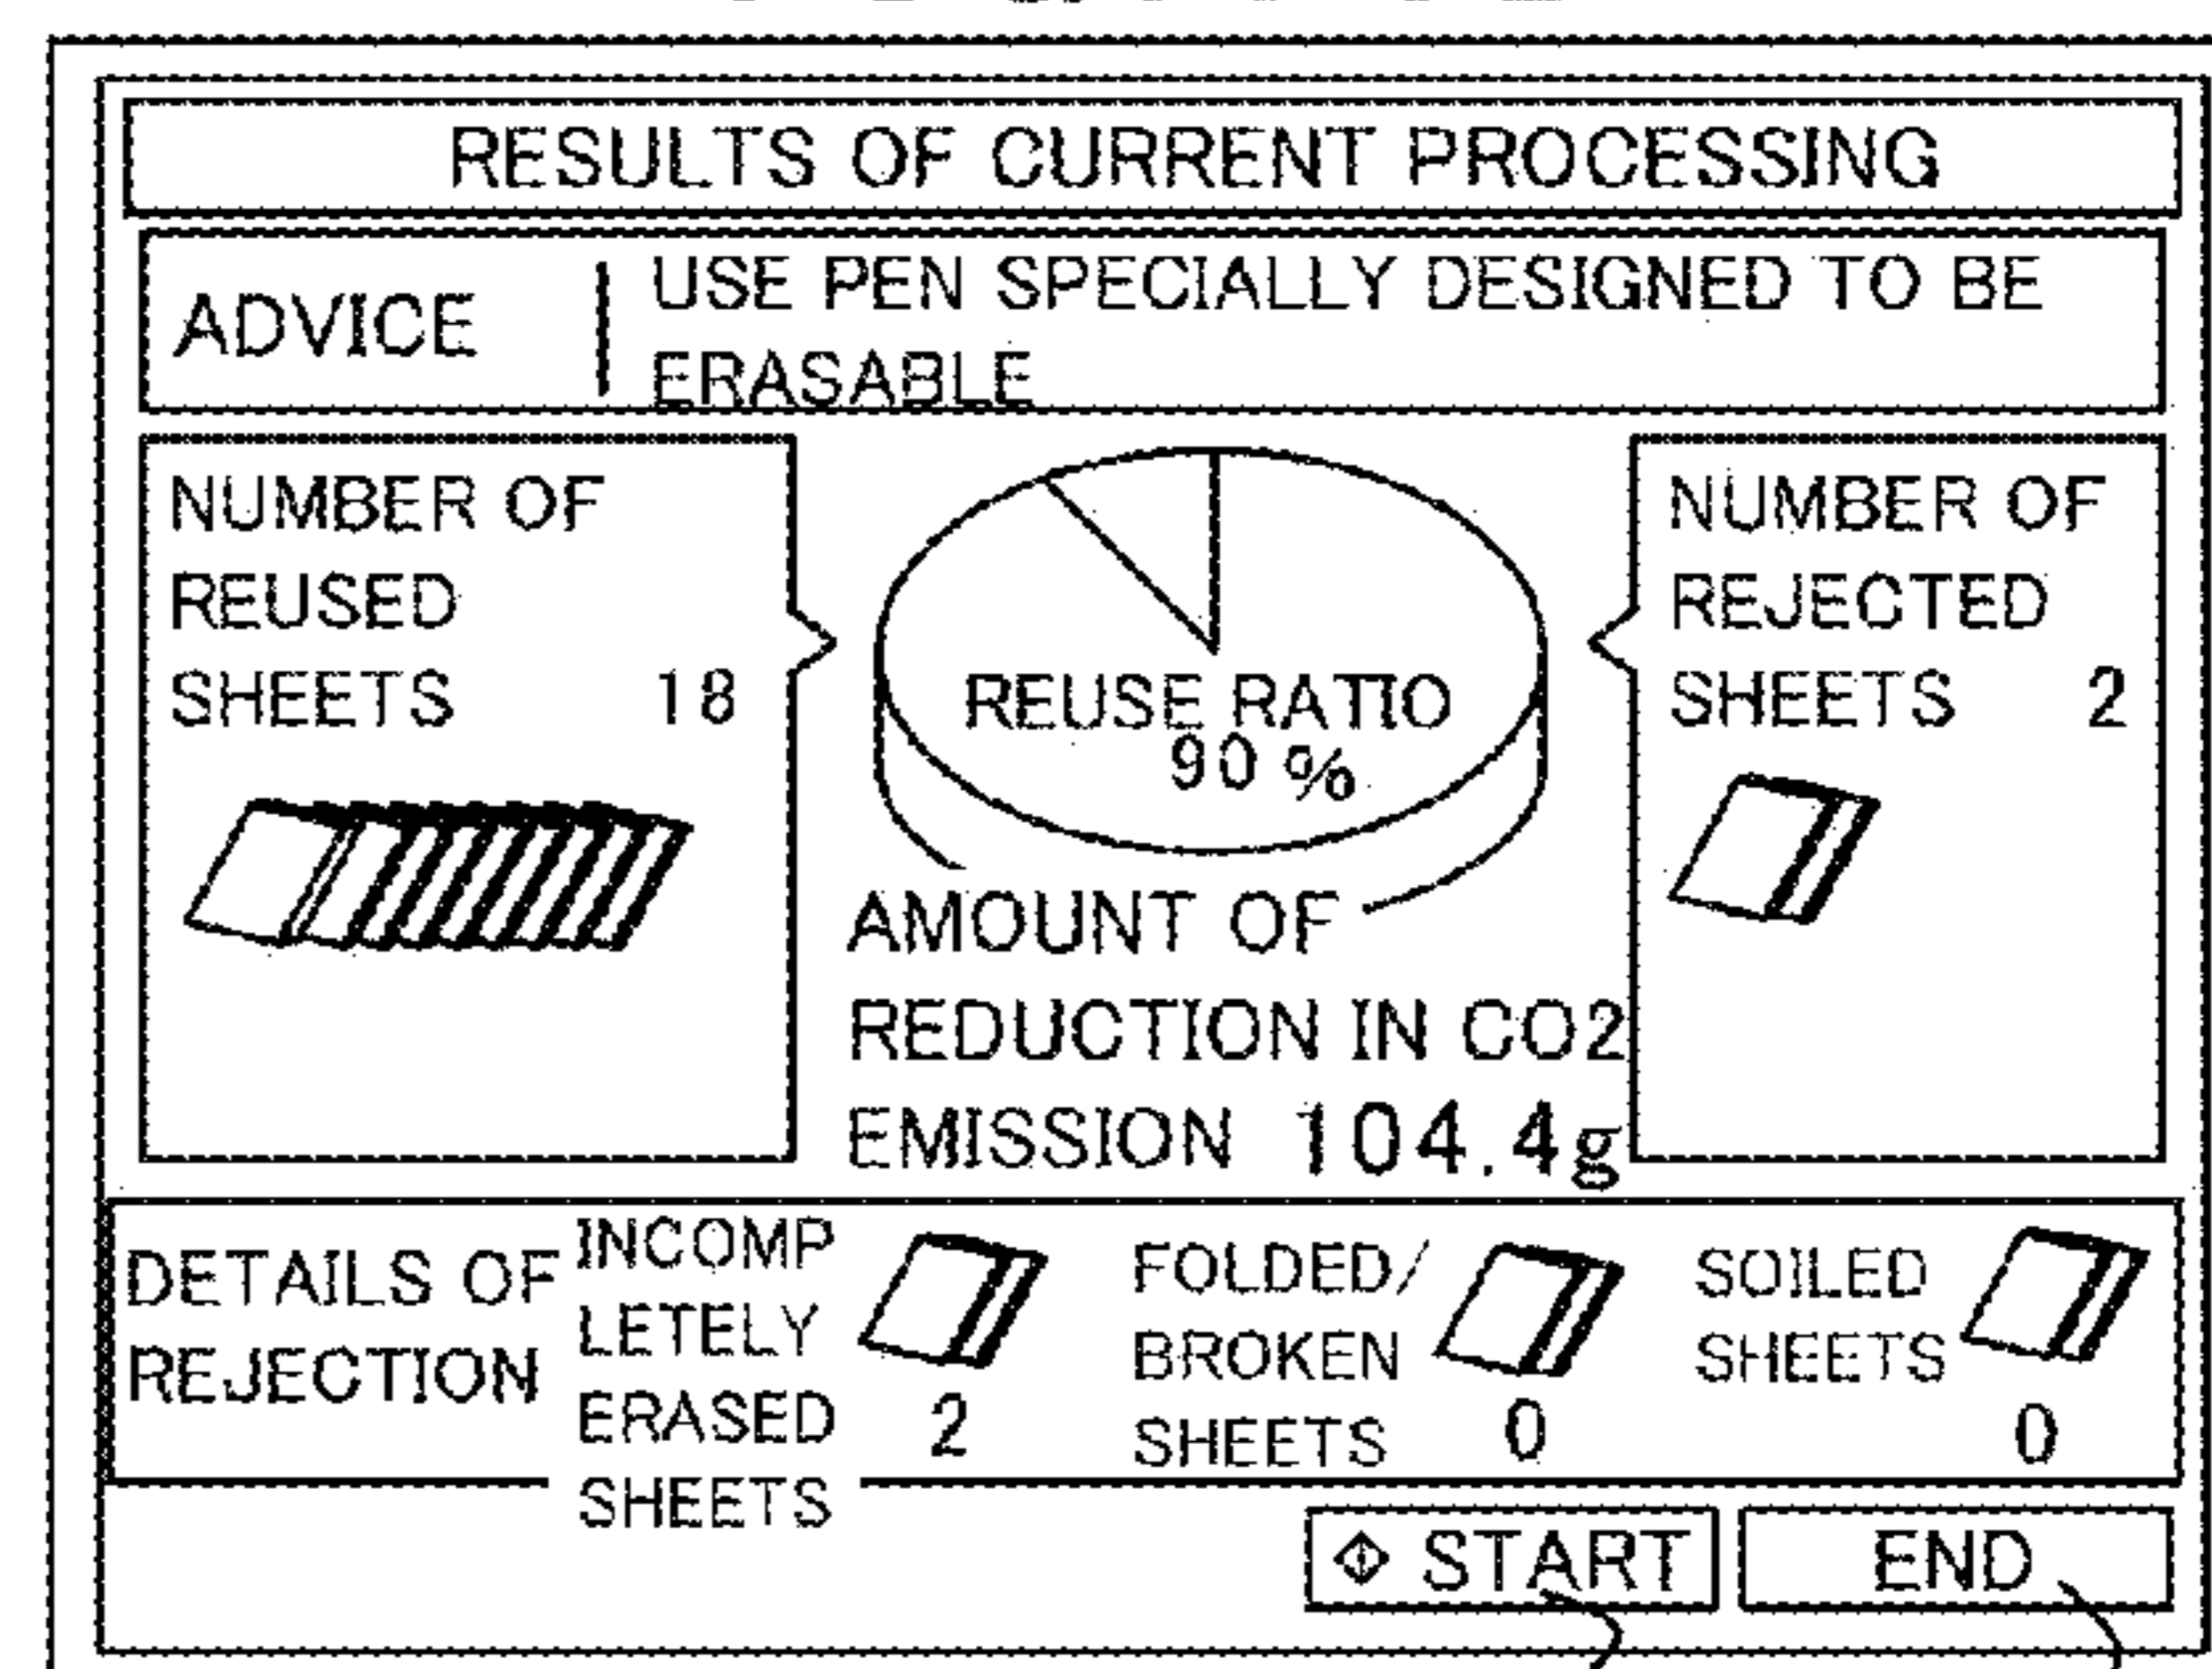 RESULTS OF CURRENT PROCESSING
ADVICE
USE PEN SPECIALLY DESIGNED TO BE
ERASABLE
NUMBER OF
REUSED
SHEETS 18
REUSE RATIO
90 %
AMOUNT OF
REDUCTION IN CO2
EMISSION 104.4g
NUMBER OF
REJECTED
SHEETS 2
DETAILS OF
REJECTION
INCOMP
LETELY
ERASED
SHEETS
2
FOLDED/
BROKEN
SHEETS
0
SOILED
SHEETS
0
START
END